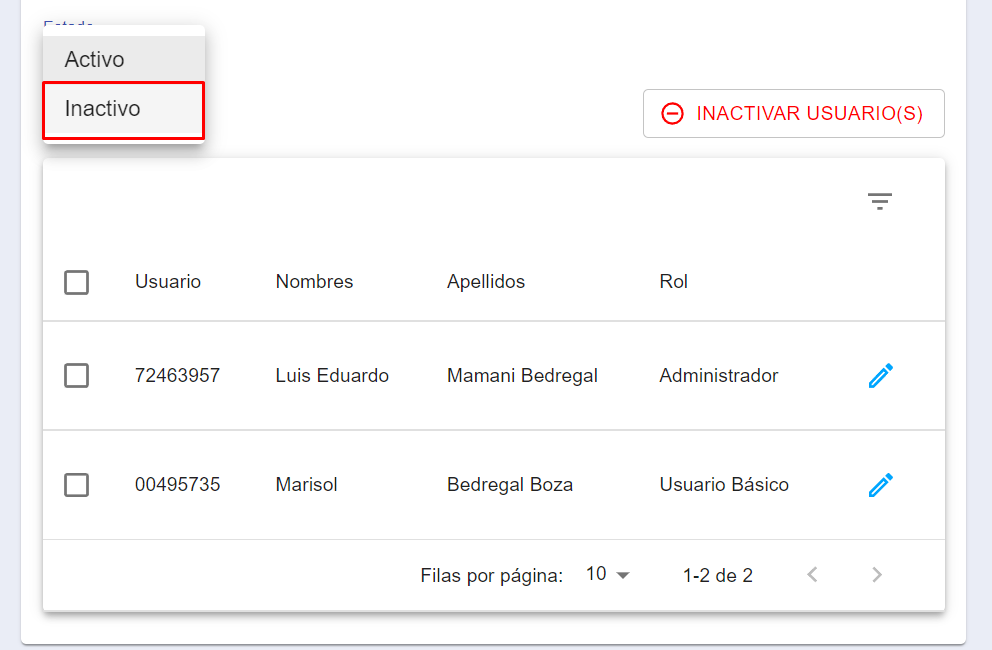 Estado
Activo
Inactivo
INACTIVAR USUARIO(S)
Usuario Nombres Apellidos Rol
72463957 Luis Eduardo Mamani Bedregal Administrador
00495735 Marisol Bedregal Boza Usuario Básico
Filas por página: 10 1-2 de 2